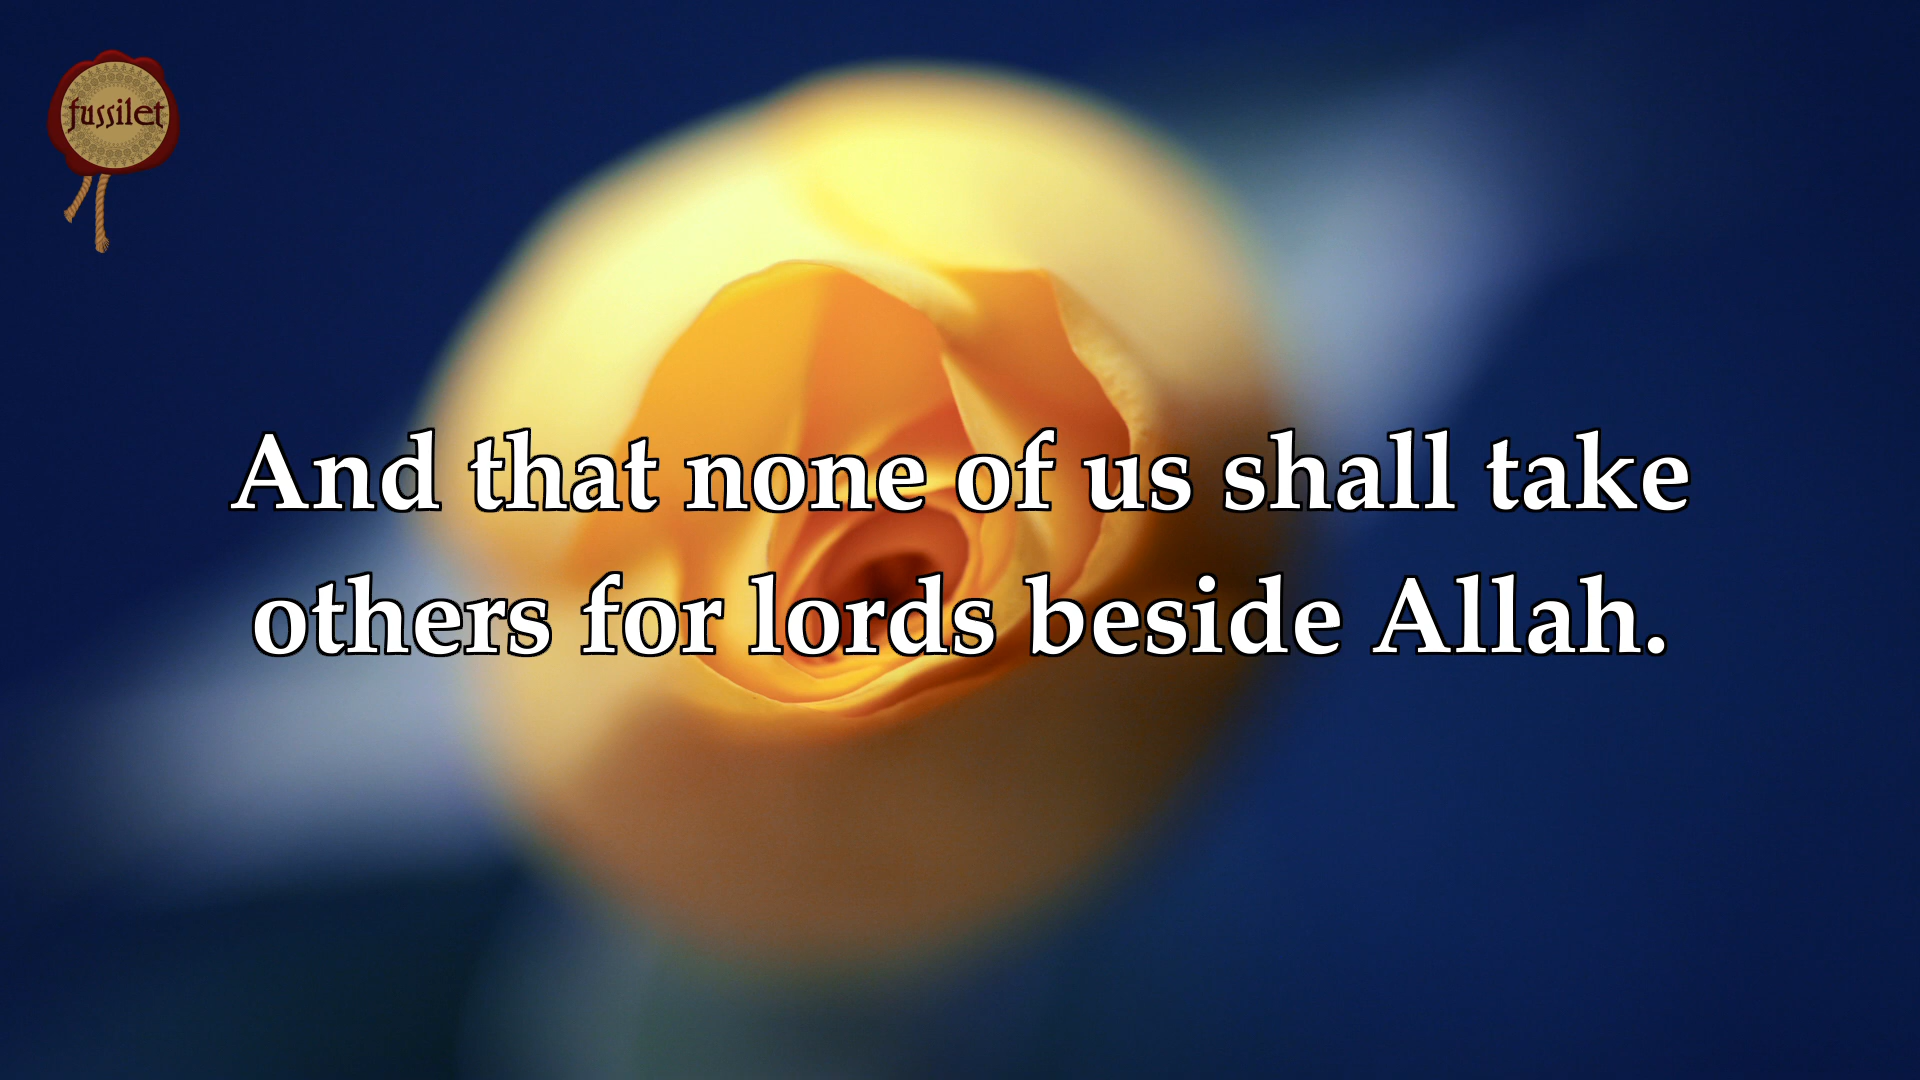 fussilet
And that none of us shall take
others for lords beside Allah.